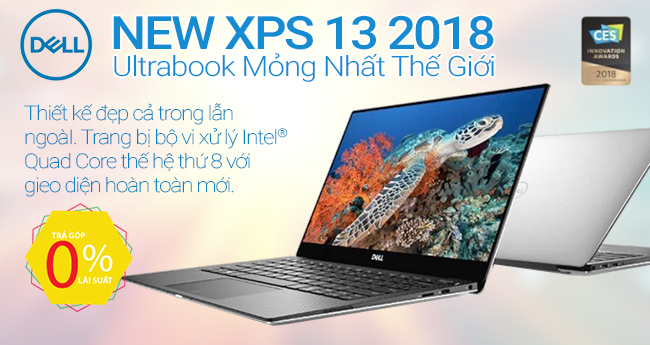 DELL
NEW XPS 13 2018
Ultrabook Mỏng Nhất Thế Giới
CES
INNOVATION
AWARDS
2018
Thiết kế đẹp cả trong lẫn
ngoài. Trang bị bộ vi xử lý Intel®
Quad Core thế hệ thứ 8 với
gieo diện hoàn toàn mới.
TRẢ GÓP
0%
LÃI SUẤT
DELL